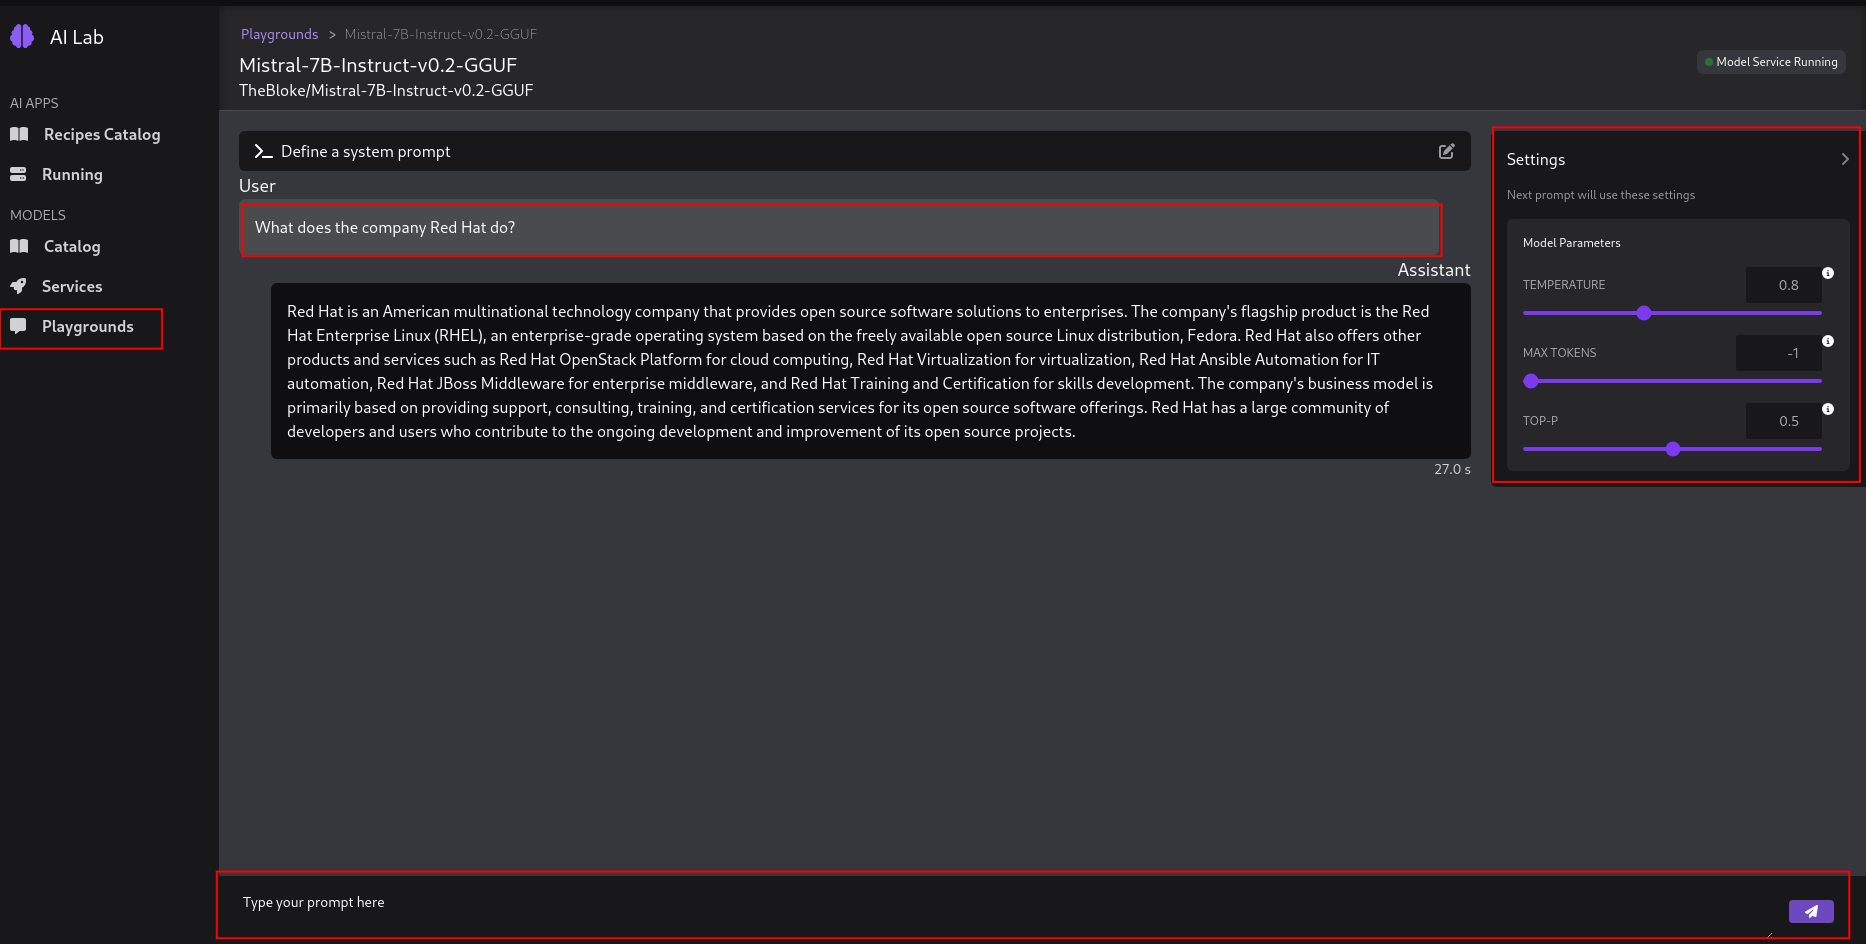 AI Lab
AI APPS
Recipes Catalog
Running
MODELS
Catalog
Services
Playgrounds
Playgrounds > Mistral-7B-Instruct-v0.2-GGUF
Mistral-7B-Instruct-v0.2-GGUF
TheBloke/Mistral-7B-Instruct-v0.2-GGUF
Model Service Running
Define a system prompt
User
What does the company Red Hat do?
Assistant
Red Hat is an American multinational technology company that provides open source software solutions to enterprises. The company's flagship product is the Red
Hat Enterprise Linux (RHEL), an enterprise-grade operating system based on the freely available open source Linux distribution, Fedora. Red Hat also offers other
products and services such as Red Hat OpenStack Platform for cloud computing, Red Hat Virtualization for virtualization, Red Hat Ansible Automation for IT
automation, Red Hat JBoss Middleware for enterprise middleware, and Red Hat Training and Certification for skills development. The company's business model is
primarily based on providing support, consulting, training, and certification services for its open source software offerings. Red Hat has a large community of
developers and users who contribute to the ongoing development and improvement of its open source projects.
27.0 s
Settings
Next prompt will use these settings
Model Parameters
TEMPERATURE 0.8
MAX TOKENS -1
TOP-P 0.5
Type your prompt here